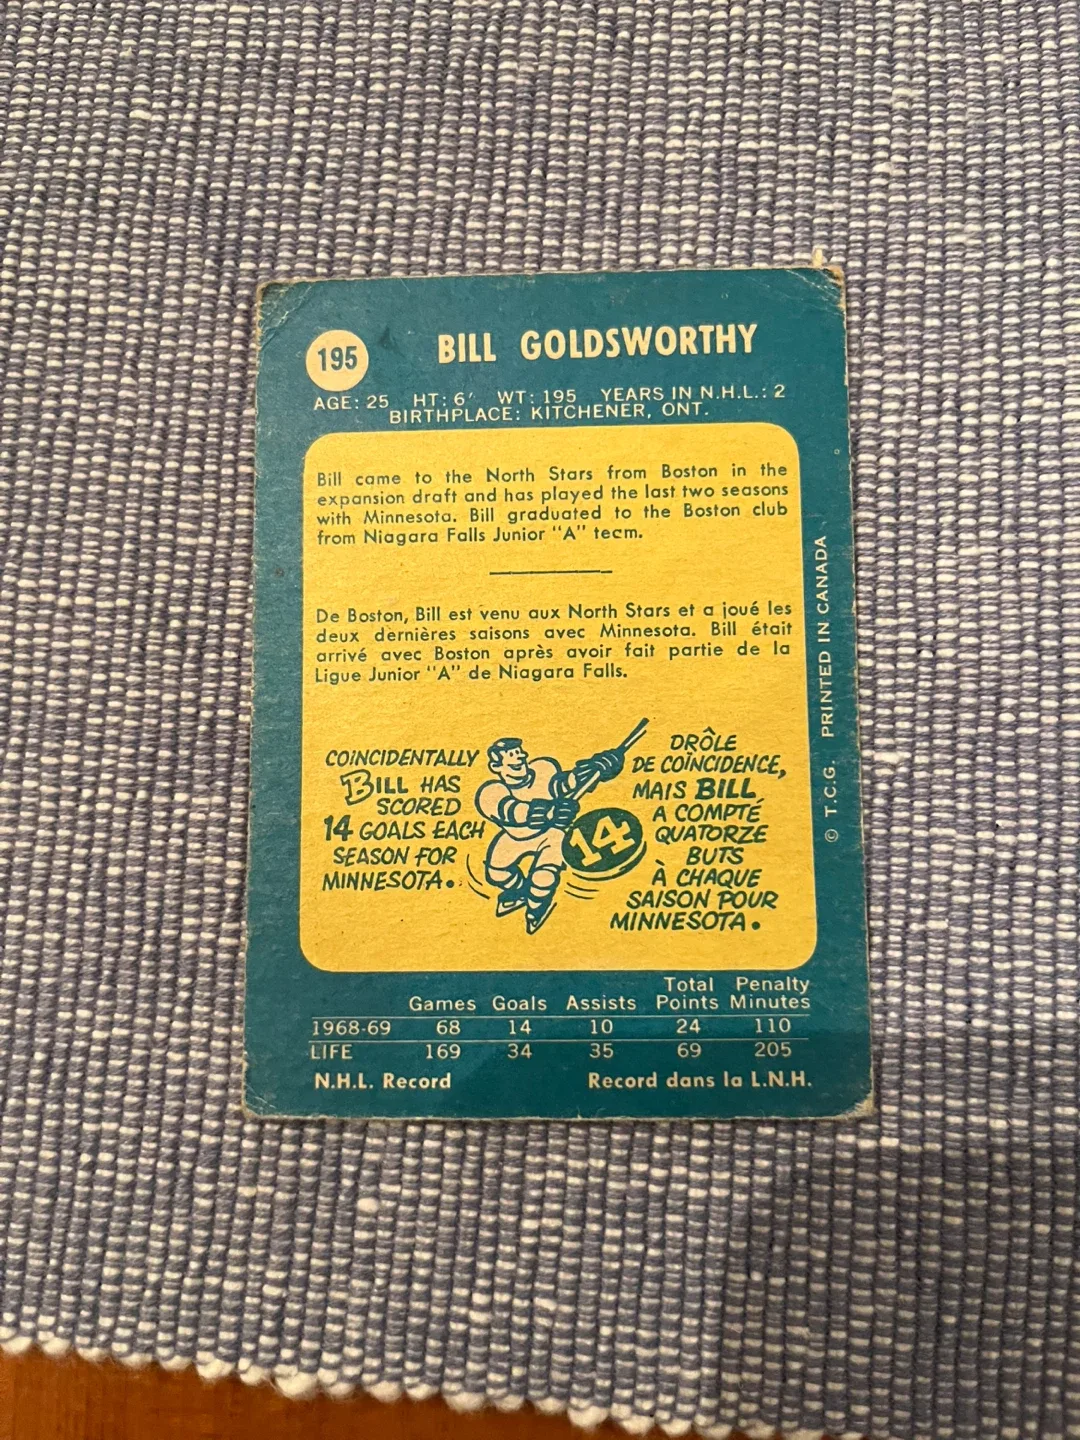 195
BILL GOLDSWORTHY
AGE: 25 HT: 6' WT: 195 YEARS IN N.H.L.: 2
BIRTHPLACE: KITCHENER, ONT.
Bill came to the North Stars from Boston in the
expansion draft and has played the last two seasons
with Minnesota. Bill graduated to the Boston club
from Niagara Falls Junior "A" team.
De Boston, Bill est venu aux North Stars et a joué les
deux dernières saisons avec Minnesota. Bill était
arrivé avec Boston après avoir fait partie de la
Ligue Junior "A" de Niagara Falls.
COINCIDENTALLY
BILL HAS
SCORED
14 GOALS EACH
SEASON FOR
MINNESOTA.
14
DRÔLE
DE COÏNCIDENCE,
MAIS BILL
A COMPTÉ
QUATORZE
BUTS
À CHAQUE
SAISON POUR
MINNESOTA.
© T.C.G. PRINTED IN CANADA
Games Goals Assists Total Points Penalty Minutes
1968-69 68 14 10 24 110
LIFE 169 34 35 69 205
N.H.L. Record Record dans la L.N.H.